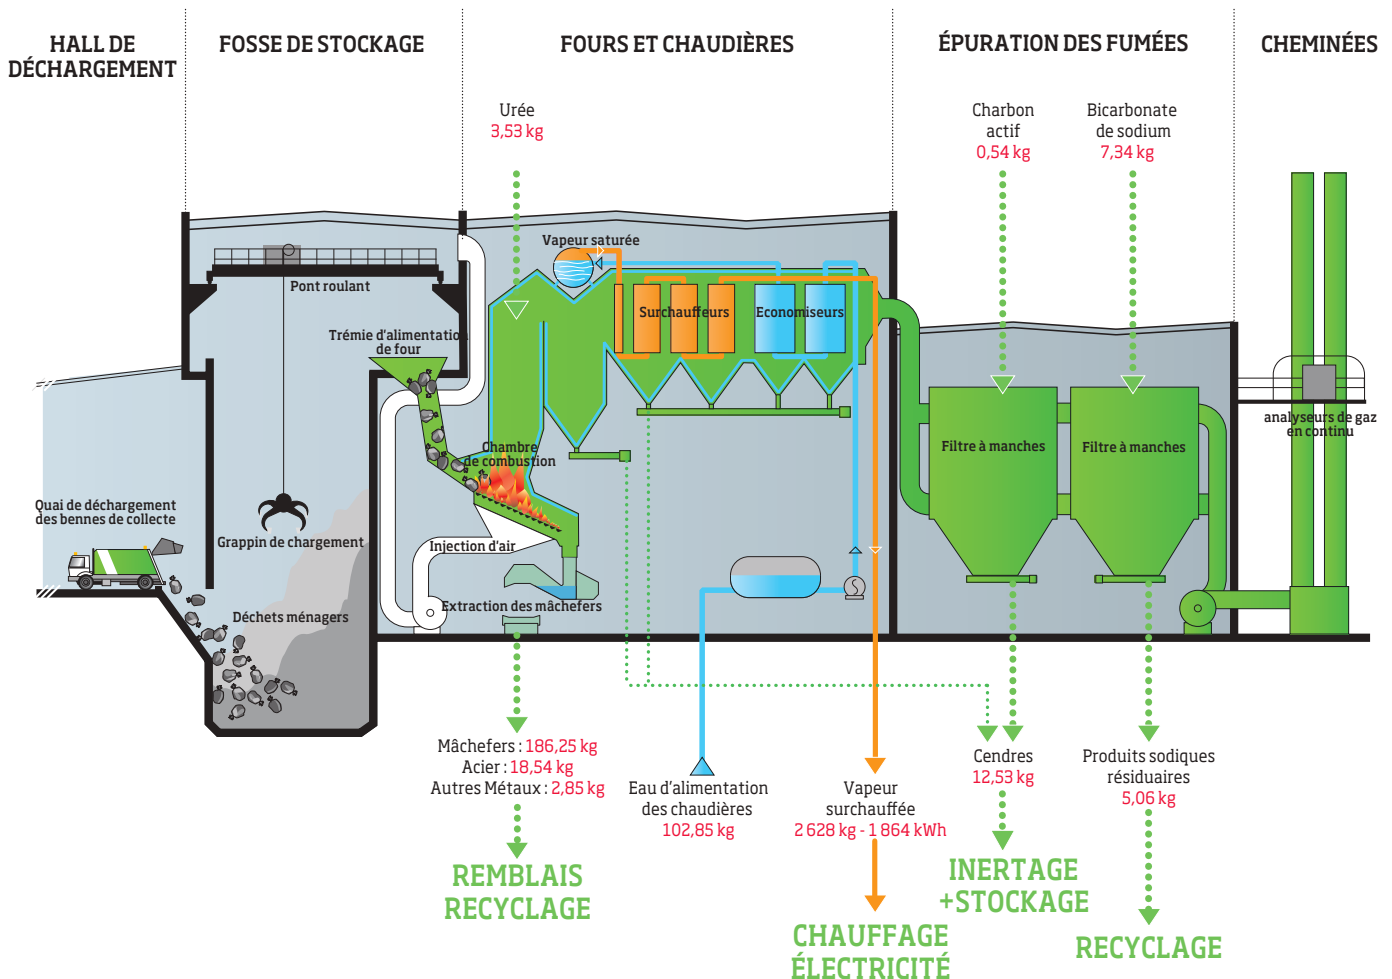 HALL DE
DÉCHARGEMENT
FOSSE DE STOCKAGE
FOURS ET CHAUDIÈRES
ÉPURATION DES FUMÉES
CHEMINÉES
Urée
3,53 kg
Charbon
actif
0,54 kg
Bicarbonate
de sodium
7,34 kg
Vapeur saturée
Pont roulant
Surchauffeurs
Economiseurs
Trémie d'alimentation
de four
analyseurs de gaz
en continu
Chambre
de combustion
Filtre à manches
Filtre à manches
Quai de déchargement
des bennes de collecte
Grappin de chargement
Injection d'air
Extraction des mâchefers
Déchets ménagers
Mâchefers : 186,25 kg
Acier : 18,54 kg
Autres Métaux : 2,85 kg
Eau d'alimentation
des chaudières
102,85 kg
Vapeur
surchauffée
2 628 kg - 1 864 kWh
Cendres
12,53 kg
Produits sodiques
résiduaires
5,06 kg
REMBLAIS
RECYCLAGE
CHAUFFAGE
ÉLECTRICITÉ
INERTAGE
+STOCKAGE
RECYCLAGE